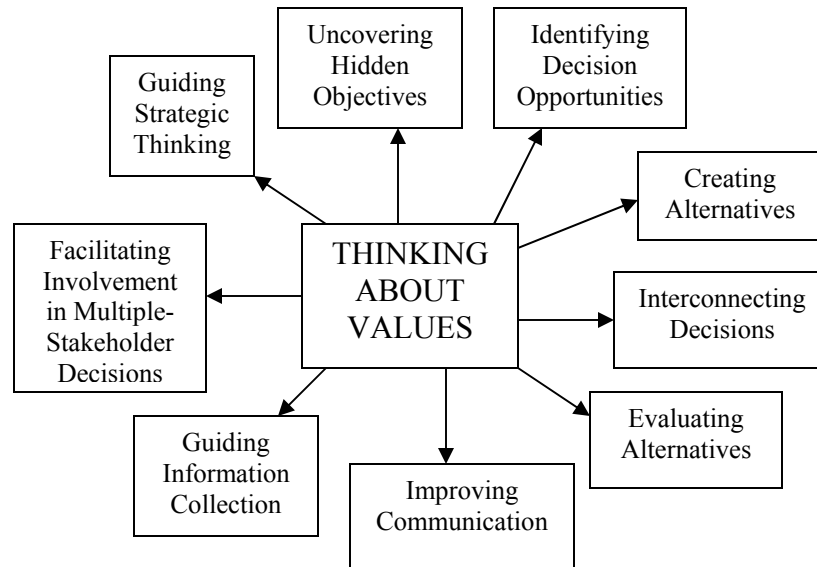 Uncovering
Hidden
Objectives
Identifying
Decision
Opportunities
Guiding
Strategic
Thinking
Creating
Alternatives
THINKING
ABOUT
VALUES
Facilitating
Involvement
in Multiple-
Stakeholder
Decisions
Interconnecting
Decisions
Evaluating
Alternatives
Guiding
Information
Collection
Improving
Communication